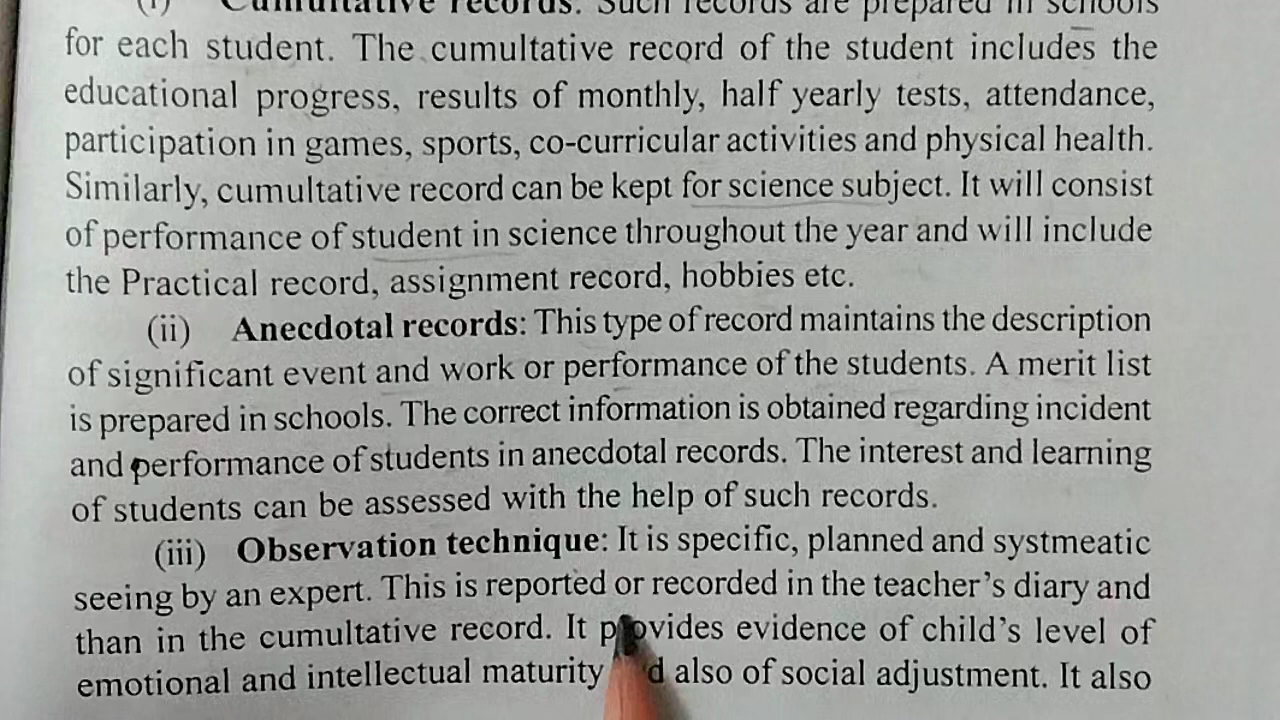 (i) Cumultative records: Such records are prepared in schools
for each student. The cumultative record of the student includes the
educational progress, results of monthly, half yearly tests, attendance,
participation in games, sports, co-curricular activities and physical health.
Similarly, cumultative record can be kept for science subject. It will consist
of performance of student in science throughout the year and will include
the Practical record, assignment record, hobbies etc.
(ii) Anecdotal records: This type of record maintains the description
of significant event and work or performance of the students. A merit list
is prepared in schools. The correct information is obtained regarding incident
and performance of students in anecdotal records. The interest and learning
of students can be assessed with the help of such records.
(iii) Observation technique: It is specific, planned and systmeatic
seeing by an expert. This is reported or recorded in the teacher's diary and
than in the cumultative record. It provides evidence of child's level of
emotional and intellectual maturity also of social adjustment. It also